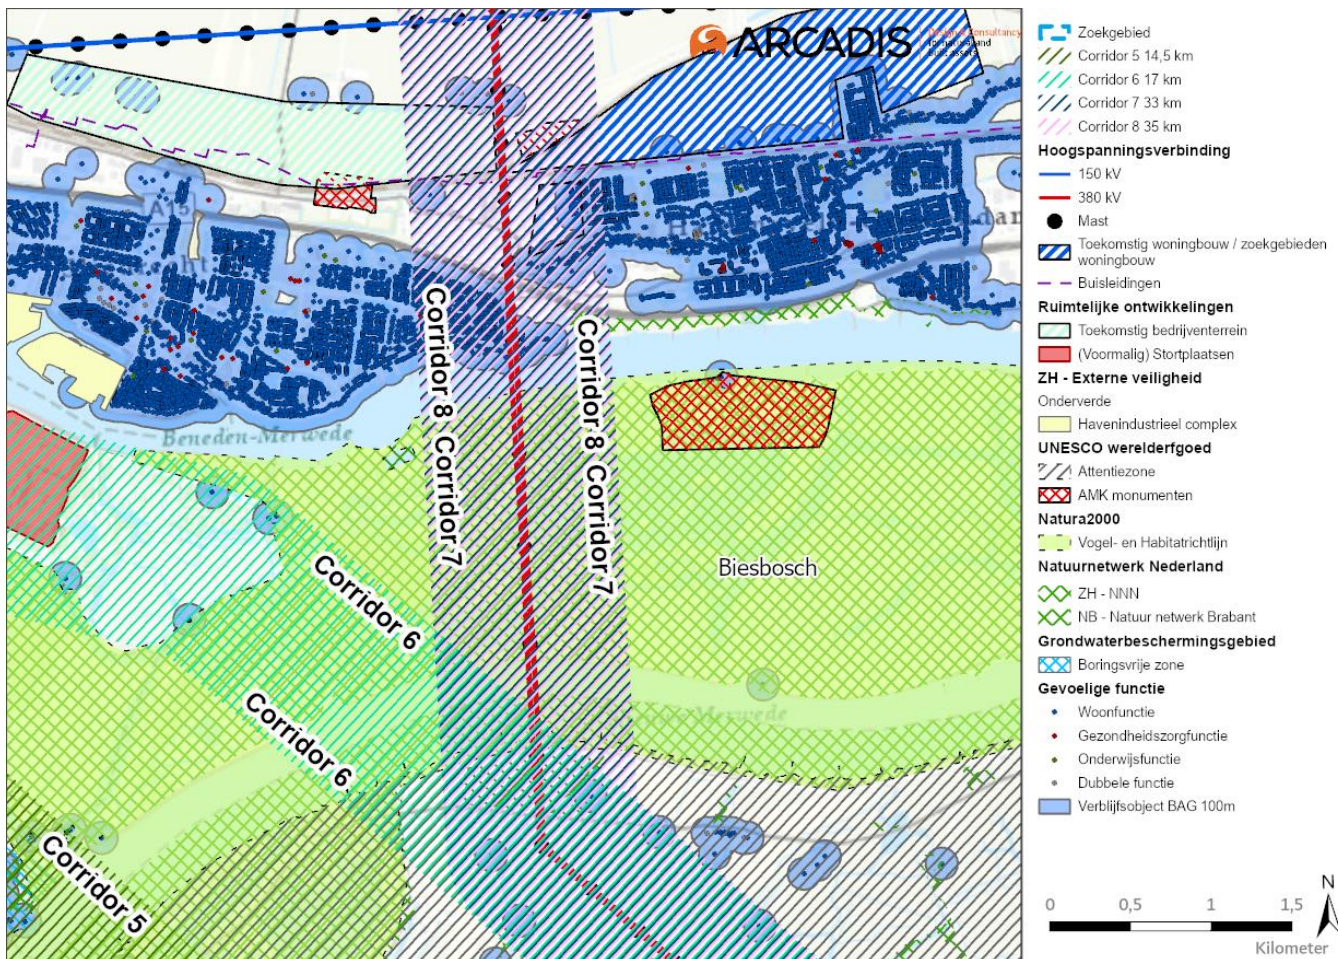 ARCADIS
Beneden-Merwede
Corridor 8 Corridor 7
Corridor 8 Corridor 7
Biesbosch
Corridor 6
Corridor 6
Corridor 5
Zoekgebied
Corridor 5 14,5 km
Corridor 6 17 km
Corridor 7 33 km
Corridor 8 35 km
Hoogspanningsverbinding
150 kV
380 kV
Mast
Toekomstig woningbouw / zoekgebieden
woningbouw
Buisleidingen
Ruimtelijke ontwikkelingen
Toekomstig bedrijventerrein
(Voormalig) Stortplaatsen
ZH - Externe veiligheid
Onderverde
Havenindustrieel complex
UNESCO werelderfgoed
Attentiezone
AMK monumenten
Natura2000
Vogel- en Habitatrichtlijn
Natuurnetwerk Nederland
ZH - NNN
NB - Natuur netwerk Brabant
Grondwaterbeschermingsgebied
Boringsvrije zone
Gevoelige functie
Woonfunctie
Gezondheidszorgfunctie
Onderwijsfunctie
Dubbele functie
Verblijfsobject BAG 100m
N
0 0,5 1 1,5
Kilometer